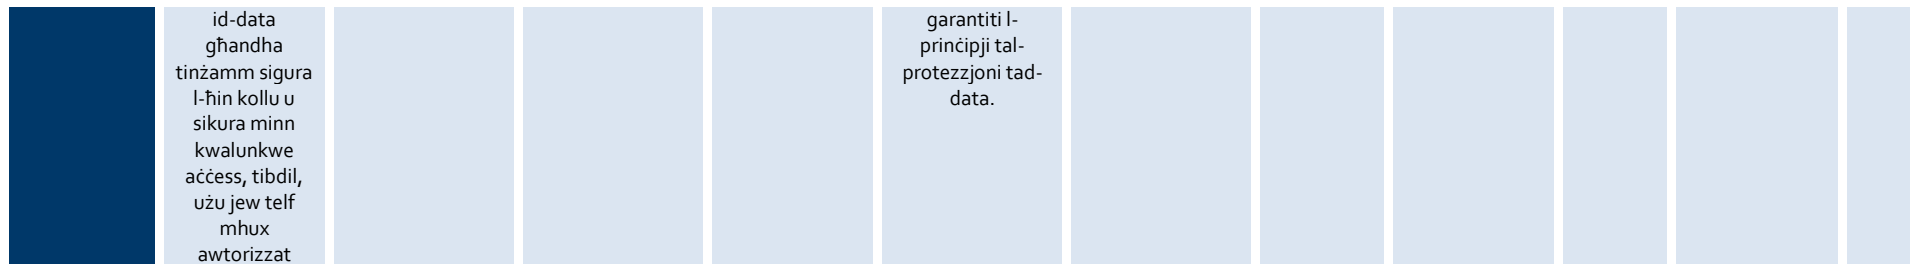 id-data
għandha
tinżamm sigura
l-ħin kollu u
sikura minn
kwalunkwe
aċċess, tibdil,
użu jew telf
mhux
awtorizzat
garantiti l-
prinċipji tal-
protezzjoni tad-
data.